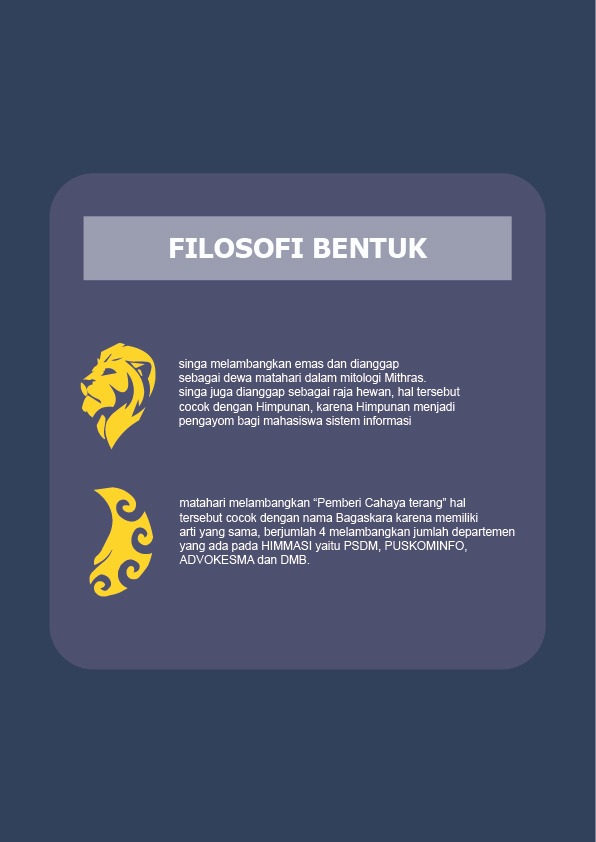 FILOSOFI BENTUK
singa melambangkan emas dan dianggap
sebagai dewa matahari dalam mitologi Mithras.
singa juga dianggap sebagai raja hewan, hal tersebut
cocok dengan Himpunan, karena Himpunan menjadi
pengayom bagi mahasiswa sistem informasi
matahari melambangkan “Pemberi Cahaya terang” hal
tersebut cocok dengan nama Bagaskara karena memiliki
arti yang sama, berjumlah 4 melambangkan jumlah departemen
yang ada pada HIMMASI yaitu PSDM, PUSKOMINFO,
ADVOKESMA dan DMB.